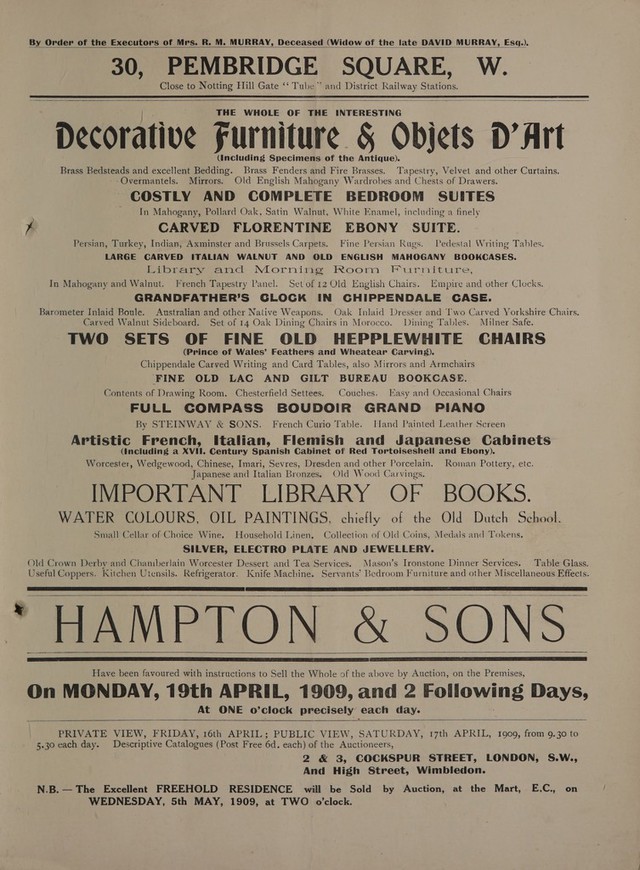 By Order of the Executors of Mrs. R. M. MURRAY, Deceased (Widow of the late DAVID MURRAY, Esq.).
30, PEMBRIDGE SQUARE, W.
Close to Notting Hill Gate "Tube" and District Railway Stations.
THE WHOLE OF THE INTERESTING
Decorative Furniture & Objets D'Art
(Including Specimens of the Antique).
Brass Bedsteads and excellent Bedding. Brass Fenders and Fire Brasses. Tapestry, Velvet and other Curtains.
Overmantels. Mirrors. Old English Mahogany Wardrobes and Chests of Drawers.
COSTLY AND COMPLETE BEDROOM SUITES
In Mahogany, Pollard Oak, Satin Walnut, White Enamel, including a finely
CARVED FLORENTINE EBONY SUITE.
Persian, Turkey, Indian, Axminster and Brussels Carpets. Fine Persian Rugs. Pedestal Writing Tables.
LARGE CARVED ITALIAN WALNUT AND OLD ENGLISH MAHOGANY BOOKCASES.
Library and Morning Room Furniture,
In Mahogany and Walnut. French Tapestry Panel. Set of 12 Old English Chairs. Empire and other Clocks.
GRANDFATHER'S CLOCK IN CHIPPENDALE CASE.
Barometer Inlaid Boule. Australian and other Native Weapons. Oak Inlaid Dresser and Two Carved Yorkshire Chairs.
Carved Walnut Sideboard. Set of 14 Oak Dining Chairs in Morocco. Dining Tables. Milner Safe.
TWO SETS OF FINE OLD HEPPLEWHITE CHAIRS
(Prince of Wales' Feathers and Wheatear Carving).
Chippendale Carved Writing and Card Tables, also Mirrors and Armchairs
FINE OLD LAC AND GILT BUREAU BOOKCASE.
Contents of Drawing Room. Chesterfield Settees. Couches. Easy and Occasional Chairs
FULL COMPASS BOUDOIR GRAND PIANO
By STEINWAY & SONS. French Curio Table. Hand Painted Leather Screen
Artistic French, Italian, Flemish and Japanese Cabinets
(Including a XVII. Century Spanish Cabinet of Red Tortoiseshell and Ebony).
Worcester, Wedgewood, Chinese, Imari, Sevres, Dresden and other Porcelain. Roman Pottery, etc.
Japanese and Italian Bronzes. Old Wood Carvings.
IMPORTANT LIBRARY OF BOOKS.
WATER COLOURS, OIL PAINTINGS, chiefly of the Old Dutch School.
Small Cellar of Choice Wine. Household Linen. Collection of Old Coins, Medals and Tokens.
SILVER, ELECTRO PLATE AND JEWELLERY.
Old Crown Derby and Chamberlain Worcester Dessert and Tea Services. Mason's Ironstone Dinner Services. Table Glass.
Useful Coppers. Kitchen Utensils. Refrigerator. Knife Machine. Servants' Bedroom Furniture and other Miscellaneous Effects.
HAMPTON & SONS
Have been favoured with instructions to Sell the Whole of the above by Auction, on the Premises,
On MONDAY, 19th APRIL, 1909, and 2 Following Days,
At ONE o'clock precisely each day.
PRIVATE VIEW, FRIDAY, 16th APRIL; PUBLIC VIEW, SATURDAY, 17th APRIL, 1909, from 9.30 to
5.30 each day. Descriptive Catalogues (Post Free 6d. each) of the Auctioneers,
2 & 3, COCKSPUR STREET, LONDON, S.W.,
And High Street, Wimbledon.
N.B. — The Excellent FREEHOLD RESIDENCE will be Sold by Auction, at the Mart, E.C., on
WEDNESDAY, 5th MAY, 1909, at TWO o'clock.